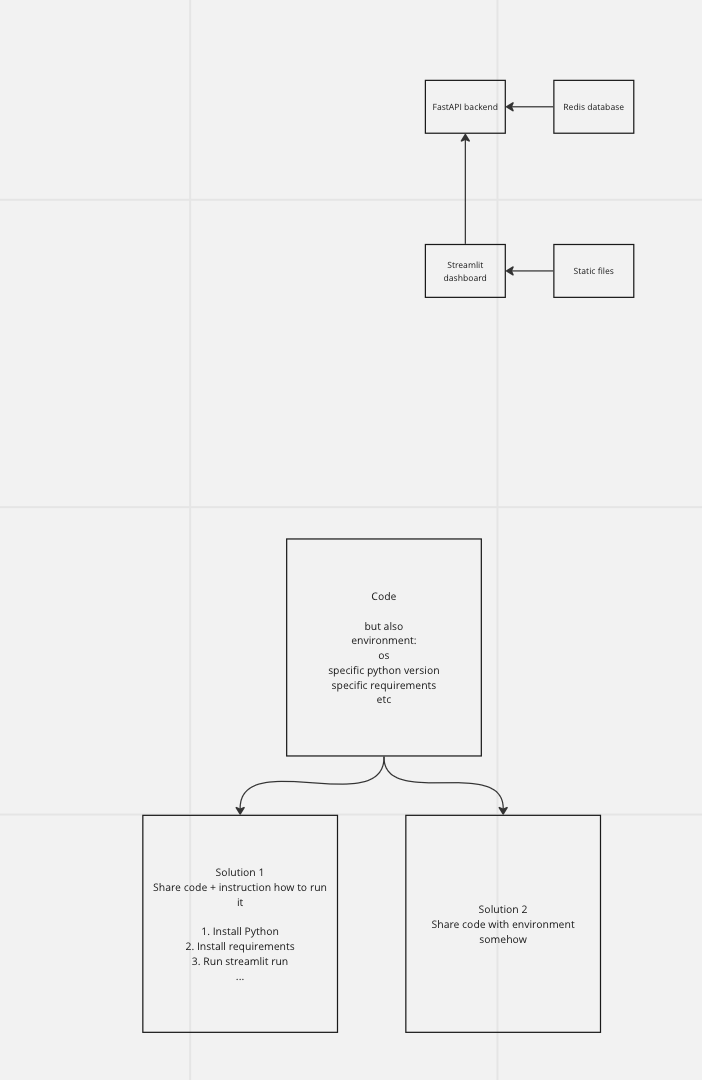 FastAPI backend
Redis database
Streamlit
dashboard
Static files
Code
but also
environment:
os
specific python version
specific requirements
etc
Solution 1
Share code + instruction how to run
it
1. Install Python
2. Install requirements
3. Run streamlit run
...
Solution 2
Share code with environment
somehow